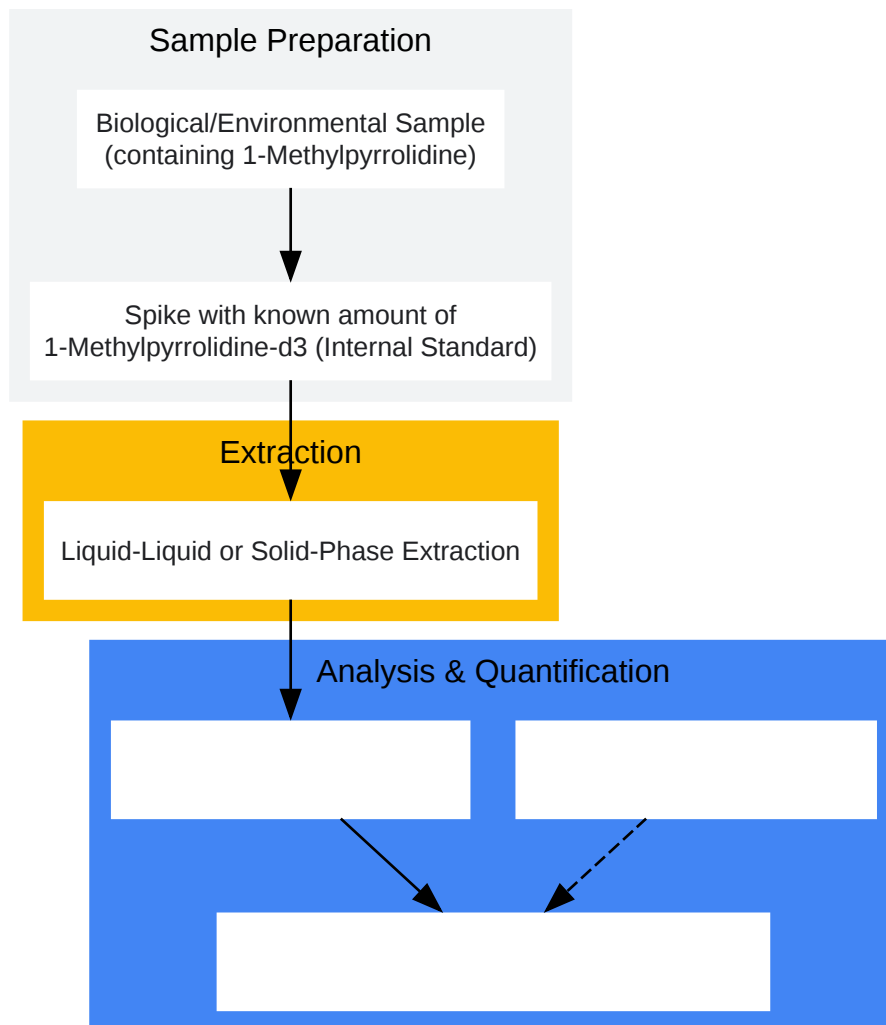 Sample Preparation
Biological/Environmental Sample
(containing 1-Methylpyrrolidine)
Spike with known amount of
1-Methylpyrrolidine-d3 (Internal Standard)
Extraction
Liquid-Liquid or Solid-Phase Extraction
Analysis & Quantification